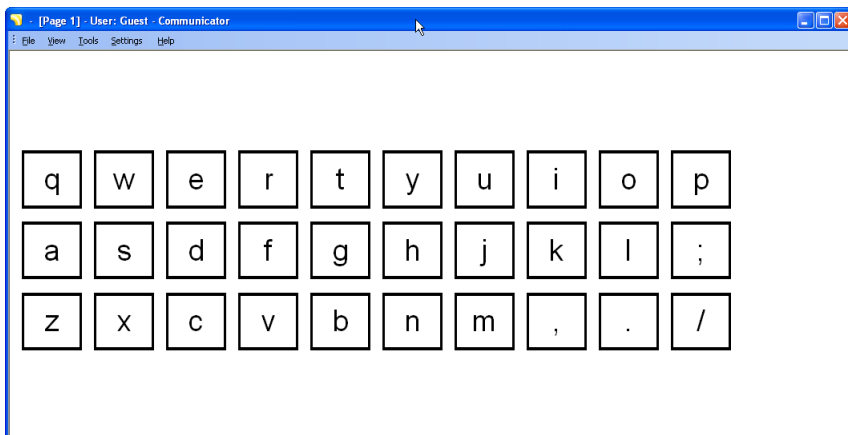 - [Page 1] - User: Guest - Communicator
File View Tools Settings Help
q w e r t y u i o p
a s d f g h j k l ;
z x c v b n m , . /